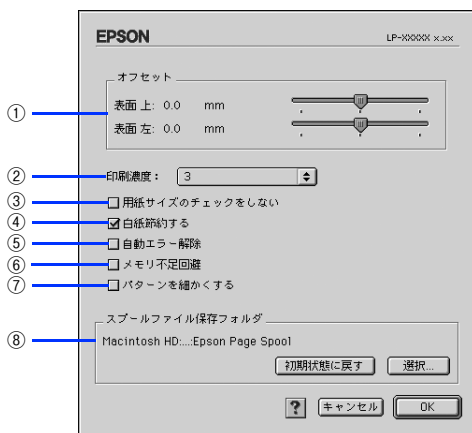 EPSON LP-XXXXX x.xx
オフセット
① 表面 上: 0.0 mm
表面 左: 0.0 mm
② 印刷濃度: 3
③ 用紙サイズのチェックをしない
④ 白紙節約する
⑤ 自動エラー解除
⑥ メモリ不足回避
⑦ パターンを細かくする
スプールファイル保存フォルダ
⑧ Macintosh HD:...:Epson Page Spool
初期状態に戻す 選択...
? キャンセル OK